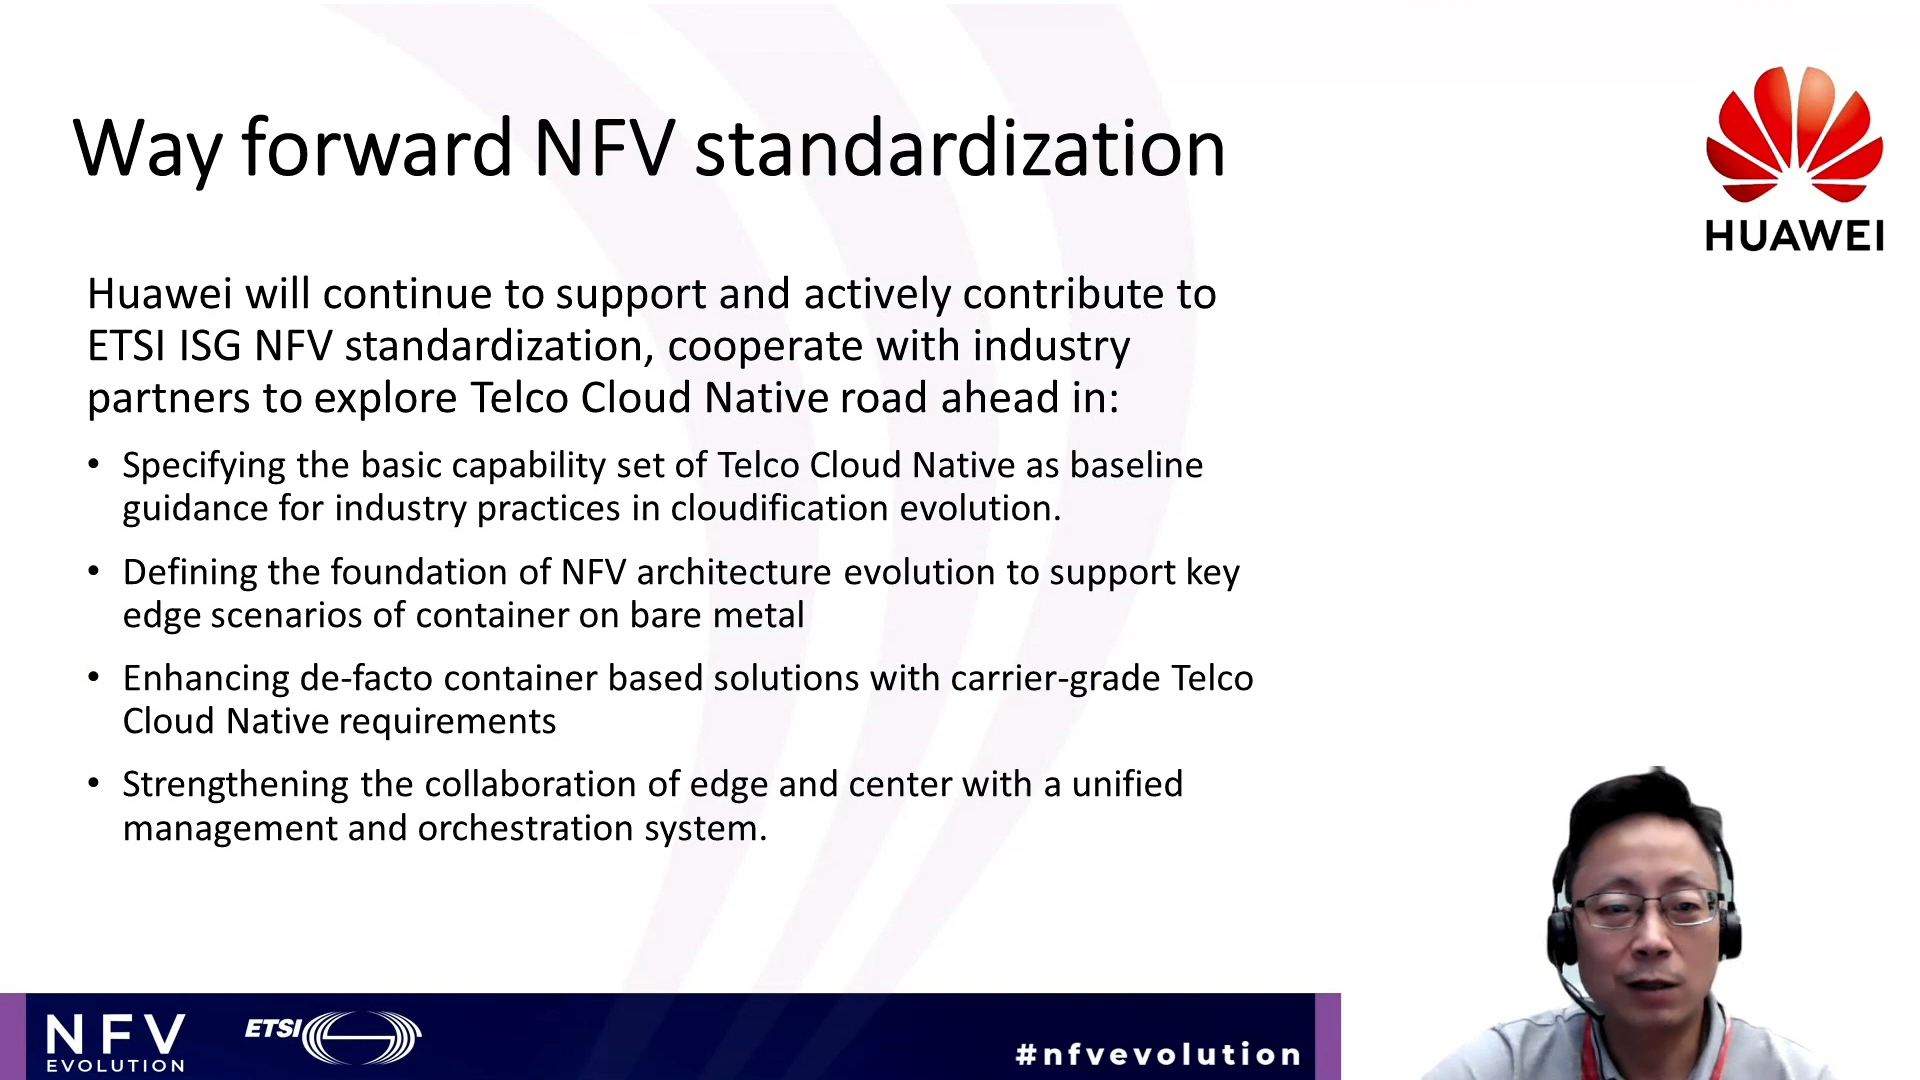 Way forward NFV standardization
HUAWEI
Huawei will continue to support and actively contribute to
ETSI ISG NFV standardization, cooperate with industry
partners to explore Telco Cloud Native road ahead in:
• Specifying the basic capability set of Telco Cloud Native as baseline
guidance for industry practices in cloudification evolution.
• Defining the foundation of NFV architecture evolution to support key
edge scenarios of container on bare metal
• Enhancing de-facto container based solutions with carrier-grade Telco
Cloud Native requirements
• Strengthening the collaboration of edge and center with a unified
management and orchestration system.
NFV
EVOLUTION
ETSI
#nfvevolution